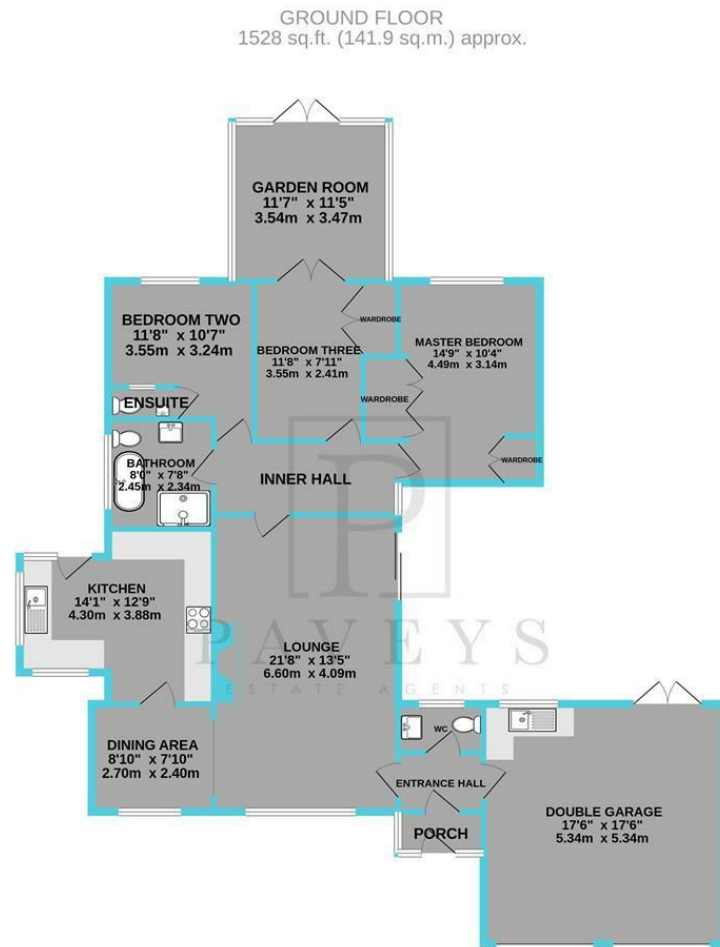 GROUND FLOOR
1528 sq.ft. (141.9 sq.m.) approx.
GARDEN ROOM
11'7" x 11'5"
3.54m x 3.47m
BEDROOM TWO
11'8" x 10'7"
3.55m x 3.24m
BEDROOM THREE
11'8" x 7'11"
3.55m x 2.41m
WARDROBE
MASTER BEDROOM
14'9" x 10'4"
4.49m x 3.14m
WARDROBE
ENSUITE
WARDROBE
BATHROOM
8'0" x 7'8"
2.45m x 2.34m
INNER HALL
KITCHEN
14'1" x 12'9"
4.30m x 3.88m
LOUNGE
21'8" x 13'5"
6.60m x 4.09m
P
PAVEYS
ESTATE AGENTS
DINING AREA
8'10" x 7'10"
2.70m x 2.40m
WC
ENTRANCE HALL
PORCH
DOUBLE GARAGE
17'6" x 17'6"
5.34m x 5.34m